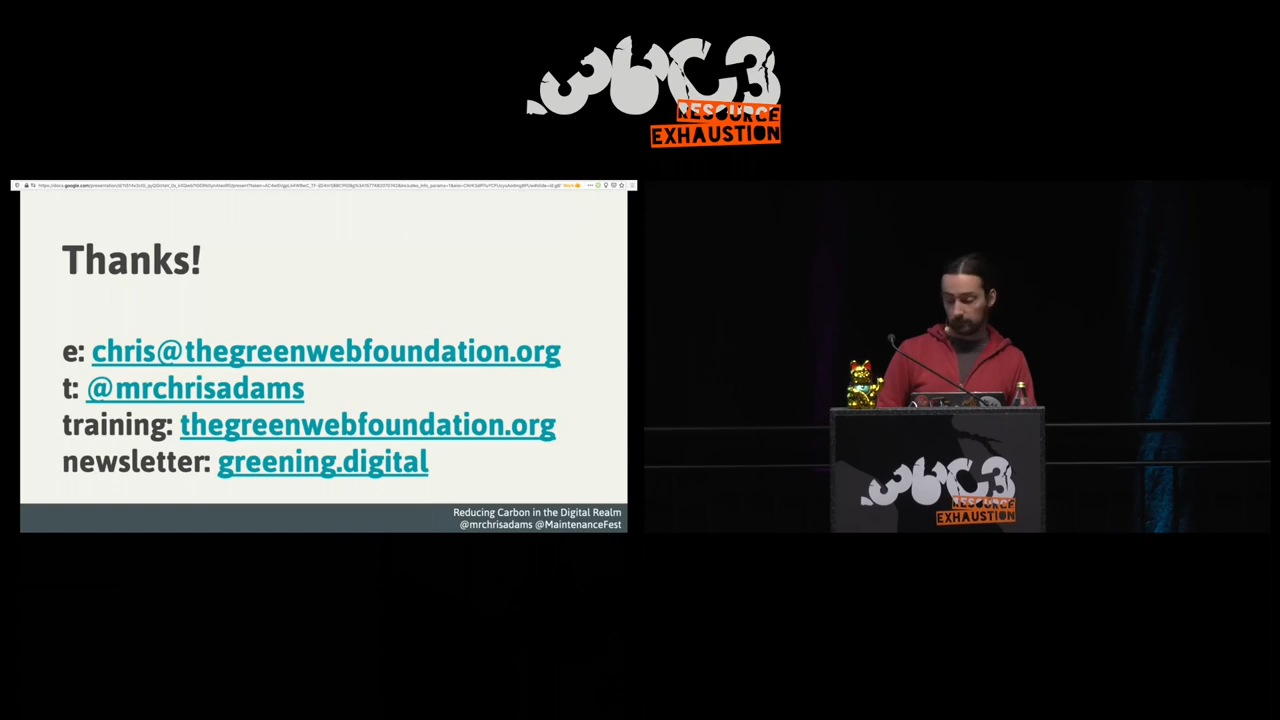 36C3
RESOURCE
EXHAUSTION
Thanks!
e: chris@thegreenwebfoundation.org
t: @mrchrisadams
training: thegreenwebfoundation.org
newsletter: greening.digital
Reducing Carbon in the Digital Realm
@mrchrisadams @MaintenanceFest
36C3
RESOURCE
EXHAUSTION